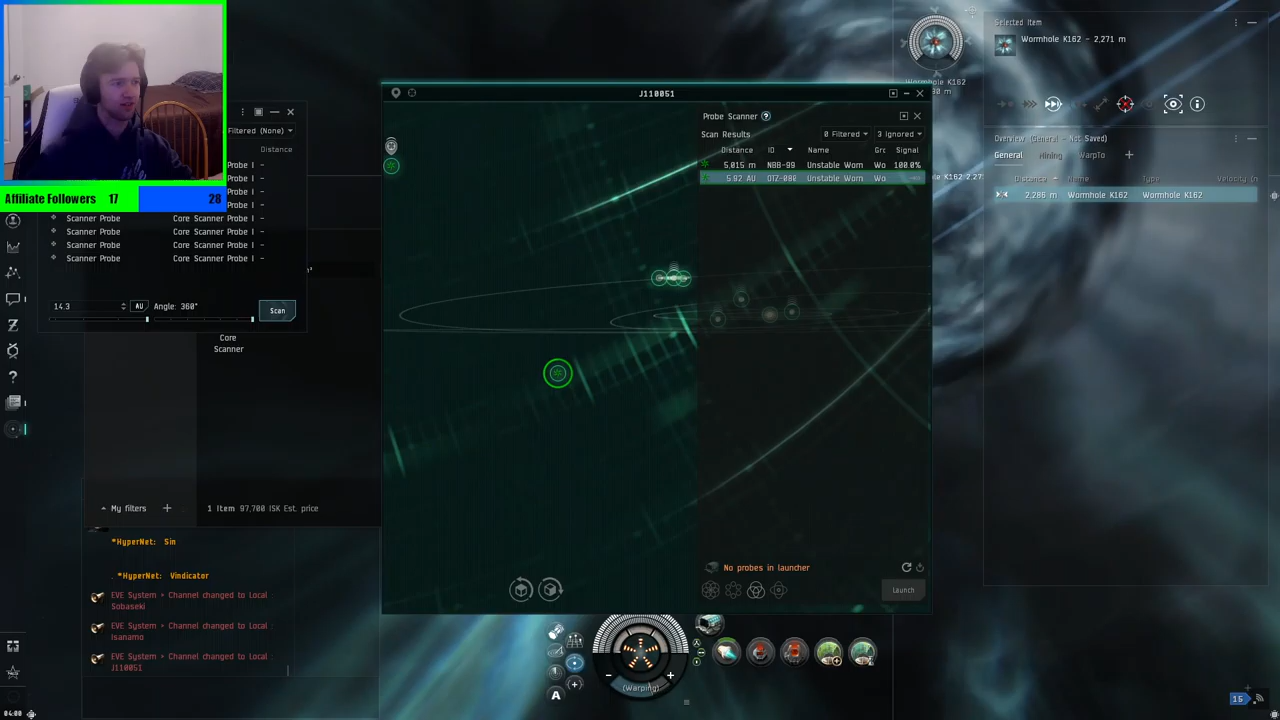 Selected Item
Wormhole K162 - 2,271 m
Wormhole K162
J110051
Filtered (None)
Distance
Probe Scanner
Scan Results
0 Filtered
3 Ignored
Distance ID Name Grc Signal
5,015 m NBB-99 Unstable Worn Wo 100.0%
5.92 AU Unstable Worn Wo
Overview (General - Not Saved)
General Mining WarpTo
Distance Name Type Velocity (n
2,286 m Wormhole K162 Wormhole K162
Probe I -
Probe I -
Probe I -
Probe I -
Affiliate Followers 17
28
Scanner Probe Core Scanner Probe I -
Scanner Probe Core Scanner Probe I -
Scanner Probe Core Scanner Probe I -
Scanner Probe Core Scanner Probe I -
14.3 AU Angle: 360°
Scan
Core
Scanner
My filters
1 Item 97,700 ISK Est. price
*HyperNet: Sin
. *HyperNet: Vindicator
EVE System > Channel changed to Local :
Sobaseki
EVE System > Channel changed to Local :
Isanamo
EVE System > Channel changed to Local :
J110051
No probes in launcher
Launch
(Warping)
A
15
04:00